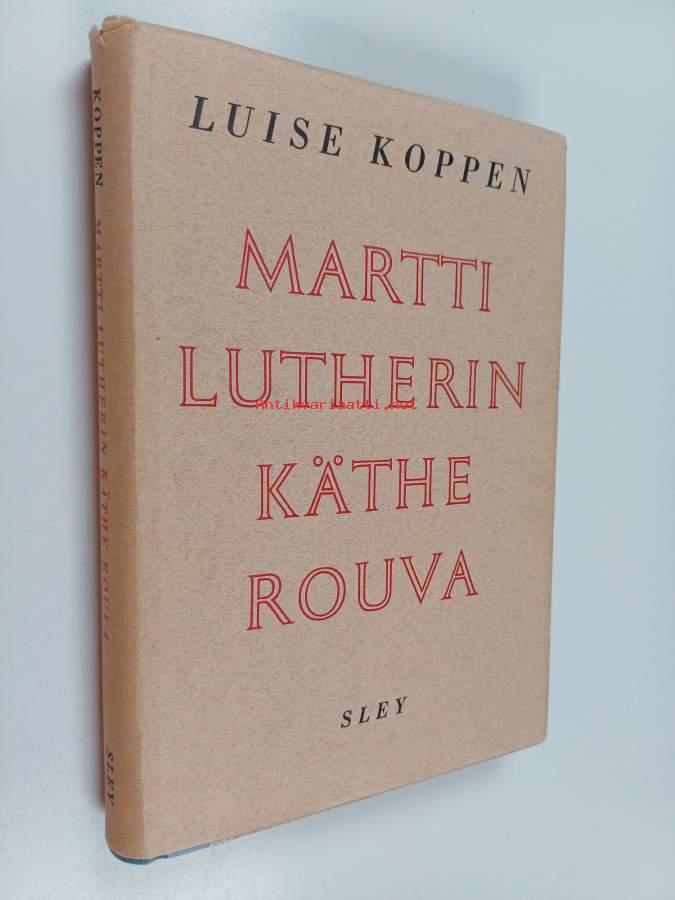 LUISE KOPPEN
MARTTI
LUTHERIN
Antikvariaatti.net
KÄTHE
ROUVA
SLEY
KOPPEN MARTTI LUTHERIN KÄTHE-ROUVA SLEY